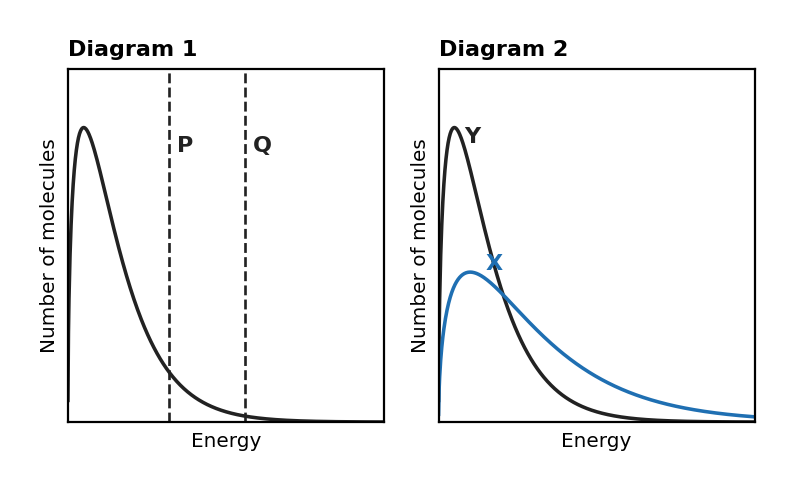 Diagram 1
Number of molecules
P
Q
Energy
Diagram 2
Number of molecules
Y
X
Energy